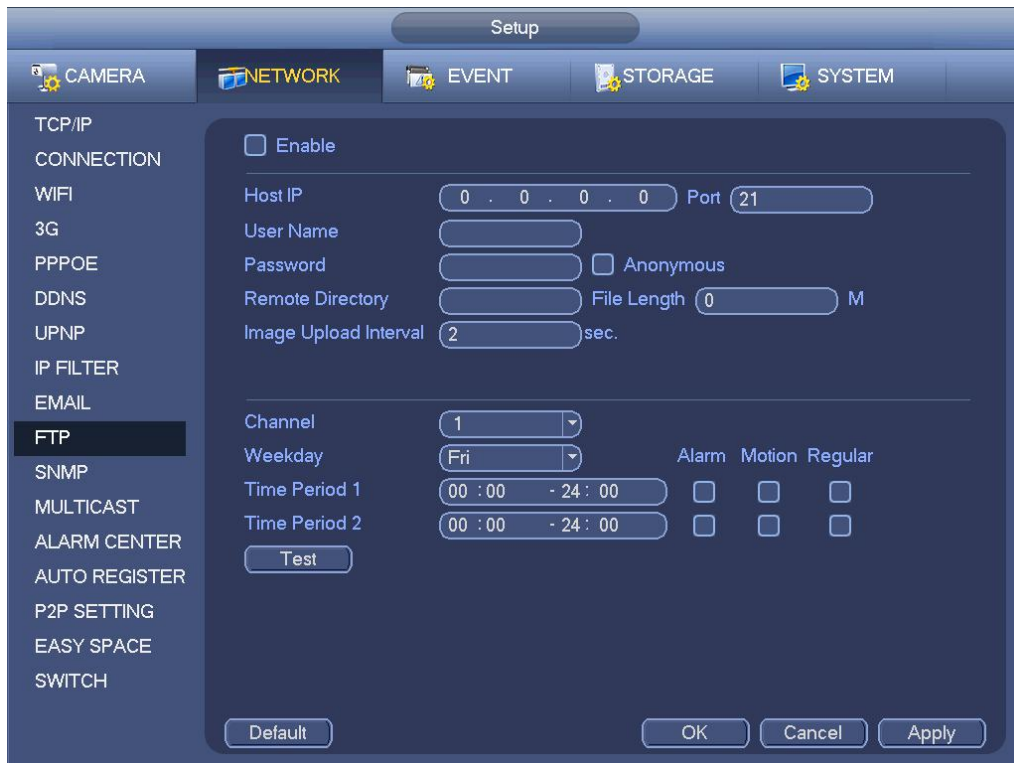 Setup
CAMERA NETWORK EVENT STORAGE SYSTEM
TCP/IP
CONNECTION
WIFI
3G
PPPOE
DDNS
UPNP
IP FILTER
EMAIL
FTP
SNMP
MULTICAST
ALARM CENTER
AUTO REGISTER
P2P SETTING
EASY SPACE
SWITCH
Enable
Host IP 0 . 0 . 0 . 0 Port 21
User Name
Password Anonymous
Remote Directory File Length 0 M
Image Upload Interval 2 sec.
Channel 1
Weekday Fri Alarm Motion Regular
Time Period 1 00 :00 - 24 : 00
Time Period 2 00 :00 - 24 : 00
Test
Default OK Cancel Apply